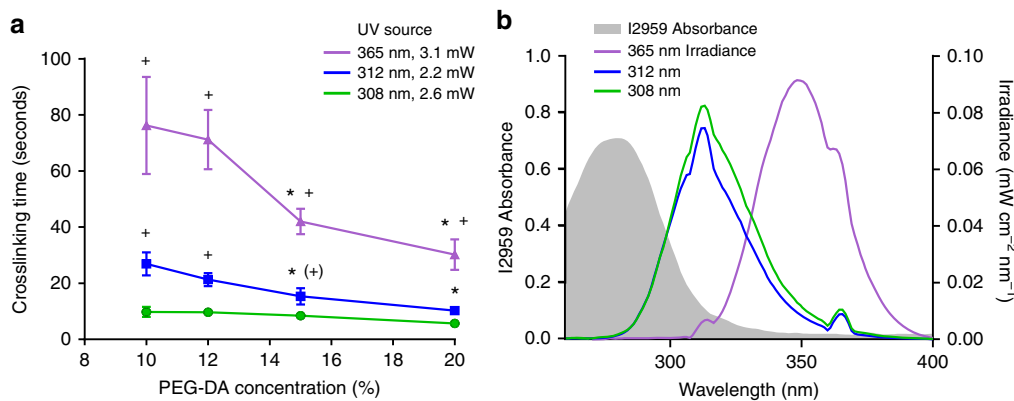 a
UV source
365 nm, 3.1 mW
312 nm, 2.2 mW
308 nm, 2.6 mW
Crosslinking time (seconds)
100
80
60
40
20
0
+
+
* +
* +
+
+
* (+)
*
8
10
12
14
16
18
20
PEG-DA concentration (%)
b
I2959 Absorbance
365 nm Irradiance
312 nm
308 nm
I2959 Absorbance
1.0
0.8
0.6
0.4
0.2
0.0
0.10
0.08
0.06
0.04
0.02
0.00
Irradiance (mW cm⁻² nm⁻¹)
300
350
400
Wavelength (nm)